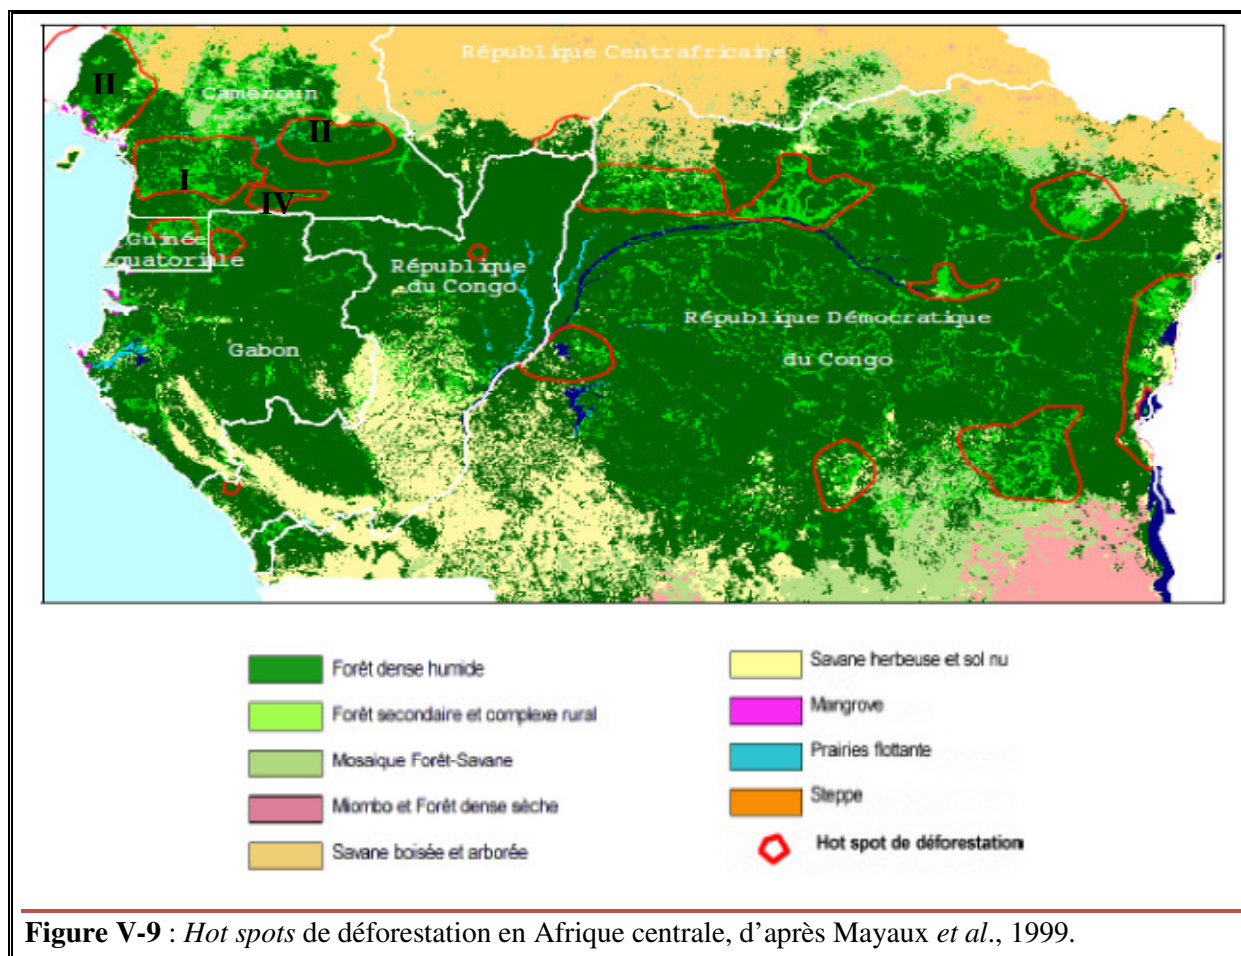 République Centrafricaine
II
Cameroun
II
I
IV
Guinée
Equatoriale
République
du Congo
République Démocratique
du Congo
Gabon
Forêt dense humide
Forêt secondaire et complexe rural
Mosaique Forêt-Savane
Miombo et Forêt dense sèche
Savane boisée et arborée
Savane herbeuse et sol nu
Mangrove
Prairies flottante
Steppe
Hot spot de déforestation
Figure V-9 : Hot spots de déforestation en Afrique centrale, d’après Mayaux et al., 1999.